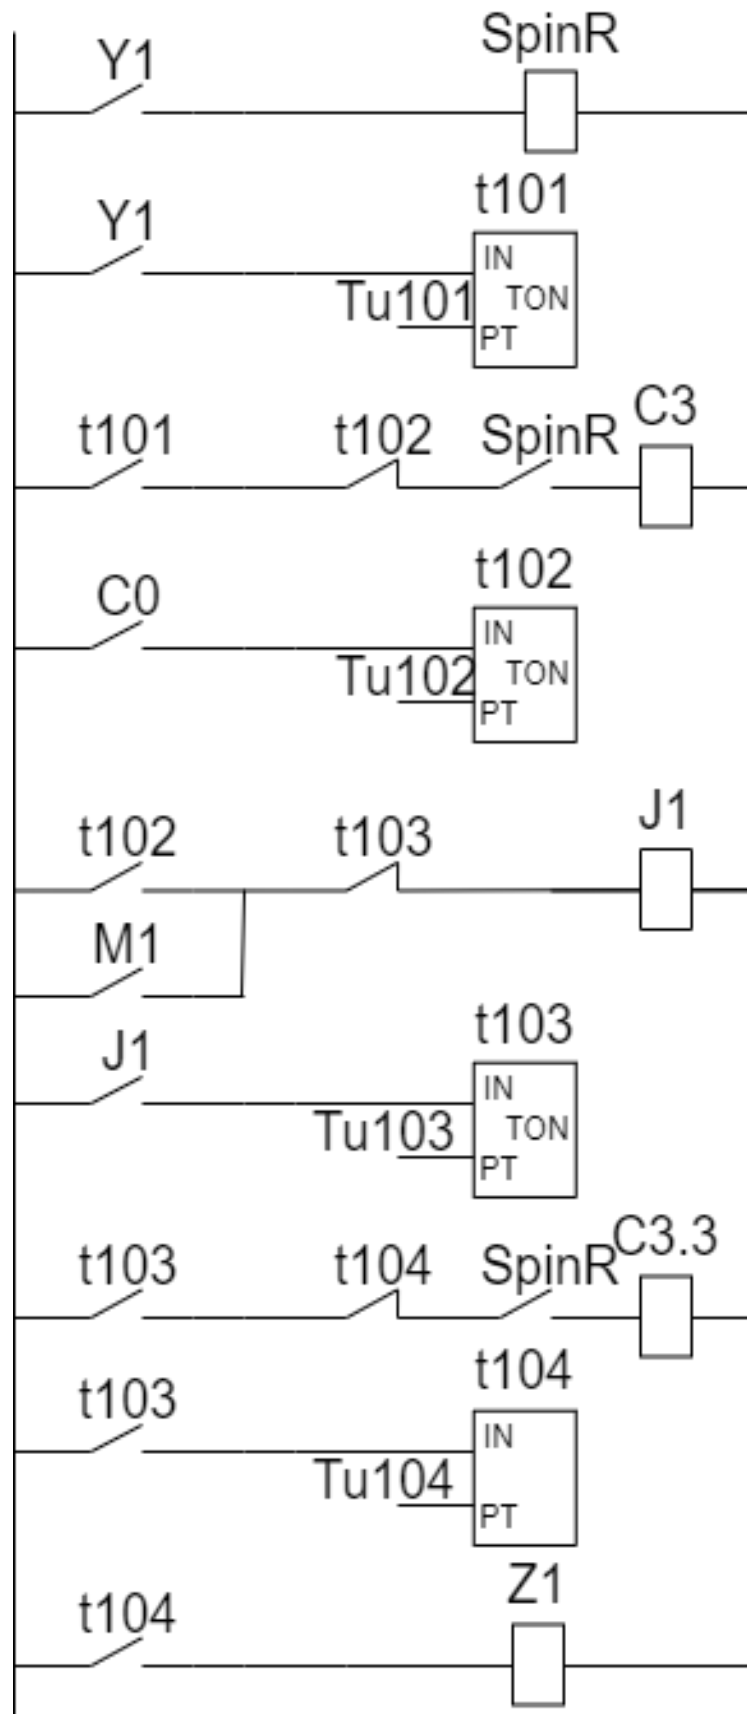 Y1 SpinR
Y1 t101
IN
Tu101 TON
PT
t101 t102 SpinR C3
C0 t102
IN
Tu102 TON
PT
t102 t103 J1
M1
J1 t103
IN
Tu103 TON
PT
t103 t104 SpinR C3.3
t103 t104
IN
Tu104
PT
t104 Z1